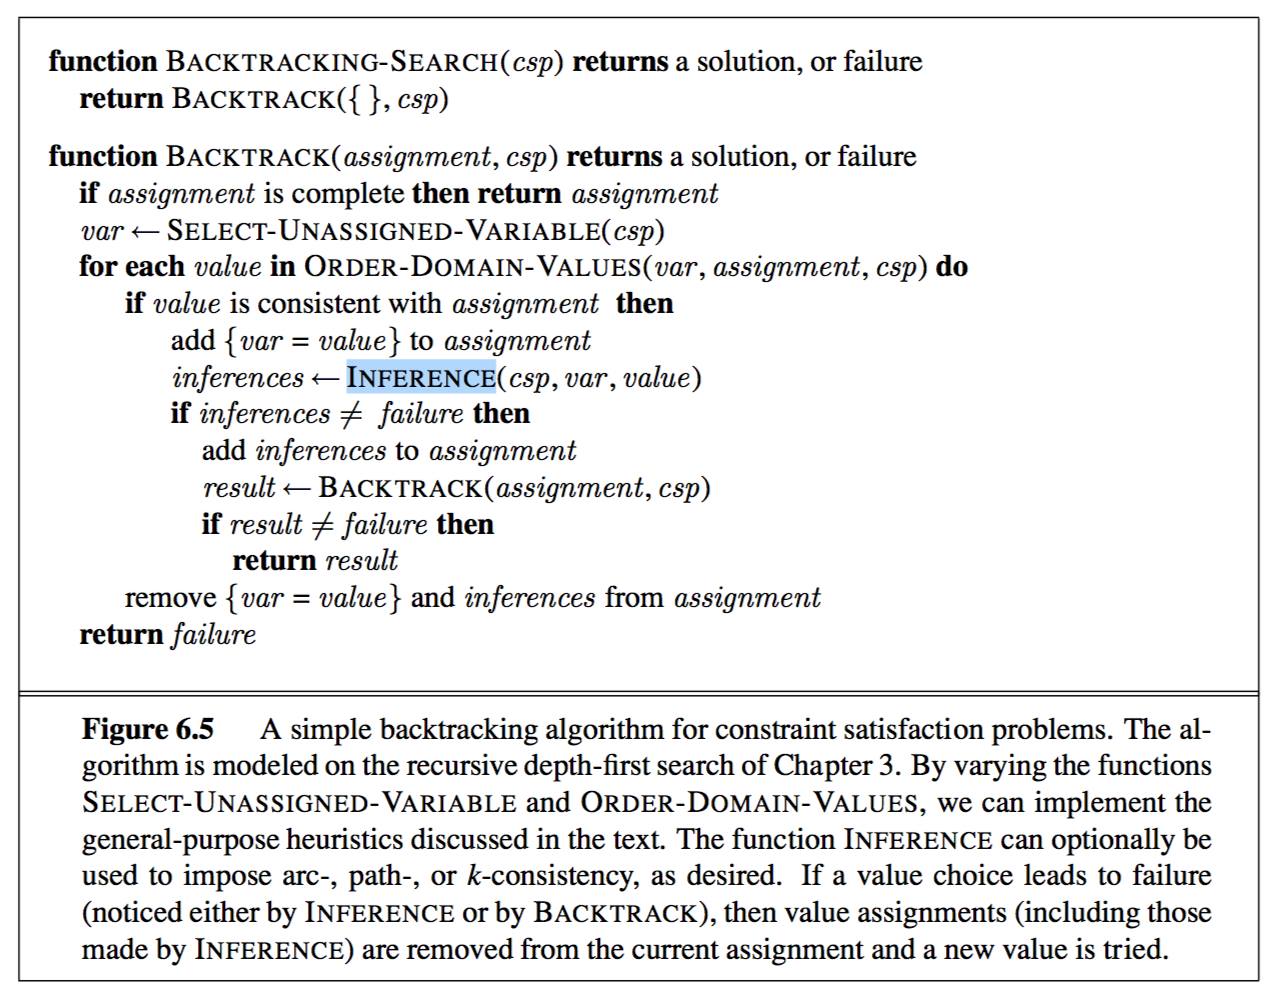 function BACKTRACKING-SEARCH(csp) returns a solution, or failure
return BACKTRACK({ }, csp)
function BACKTRACK(assignment, csp) returns a solution, or failure
if assignment is complete then return assignment
var ← SELECT-UNASSIGNED-VARIABLE(csp)
for each value in ORDER-DOMAIN-VALUES(var, assignment, csp) do
if value is consistent with assignment then
add {var = value} to assignment
inferences ← INFERENCE(csp, var, value)
if inferences ≠ failure then
add inferences to assignment
result ← BACKTRACK(assignment, csp)
if result ≠ failure then
return result
remove {var = value} and inferences from assignment
return failure
Figure 6.5 A simple backtracking algorithm for constraint satisfaction problems. The al-
gorithm is modeled on the recursive depth-first search of Chapter 3. By varying the functions
SELECT-UNASSIGNED-VARIABLE and ORDER-DOMAIN-VALUES, we can implement the
general-purpose heuristics discussed in the text. The function INFERENCE can optionally be
used to impose arc-, path-, or k-consistency, as desired. If a value choice leads to failure
(noticed either by INFERENCE or by BACKTRACK), then value assignments (including those
made by INFERENCE) are removed from the current assignment and a new value is tried.